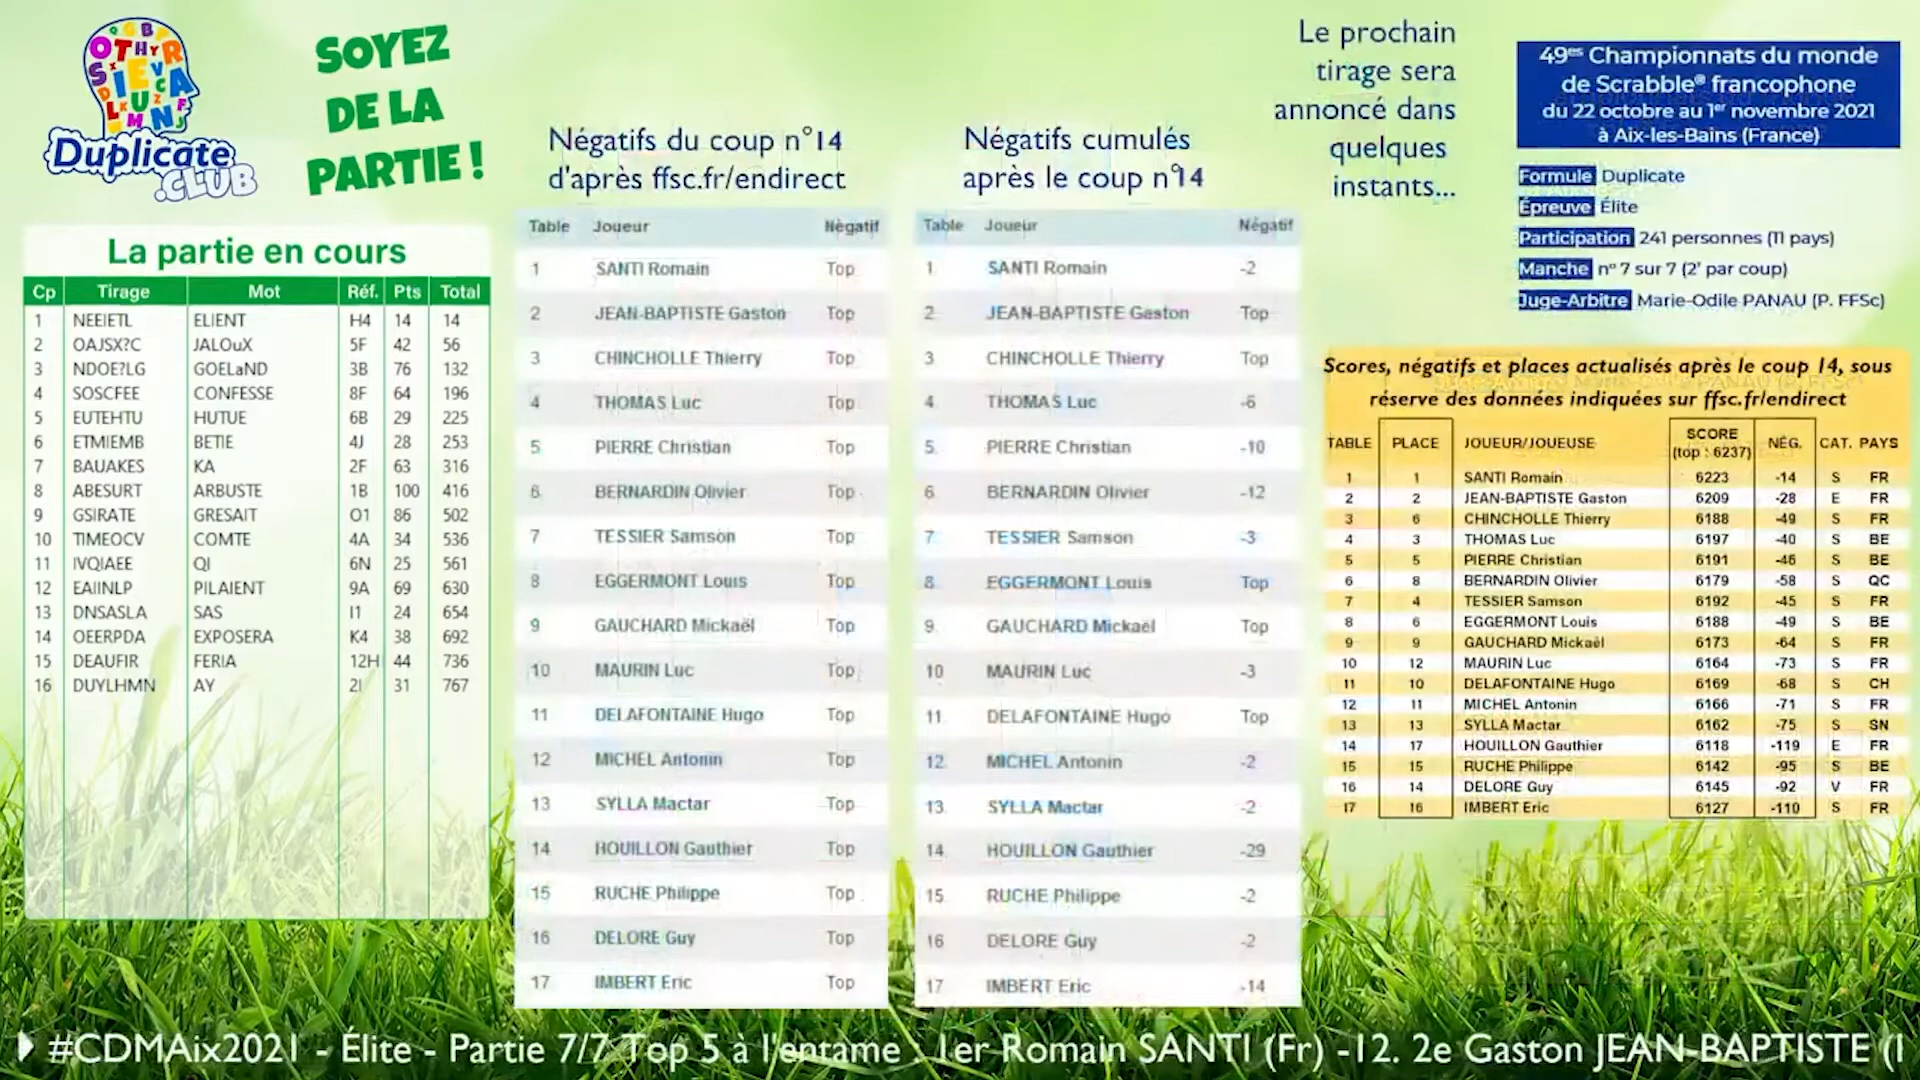 Duplicate
.CLUB
SOYEZ
DE LA
PARTIE !
La partie en cours
Cp Tirage Mot Réf. Pts Total
1 NEEIETL ELIENT H4 14 14
2 OAJSX?C JALOuX 5F 42 56
3 NDOE?LG GOELaND 3B 76 132
4 SOSCFEE CONFESSE 8F 64 196
5 EUTEHTU HUTUE 6B 29 225
6 ETMIEMB BETIE 4J 28 253
7 BAUAKES KA 2F 63 316
8 ABESURT ARBUSTE 1B 100 416
9 GSIRATE GRESAIT O1 86 502
10 TIMEOCV COMTE 4A 34 536
11 IVQIAEE QI 6N 25 561
12 EAIINLP PILAIENT 9A 69 630
13 DNSASLA SAS I1 24 654
14 OEERPDA EXPOSERA K4 38 692
15 DEAUFIR FERIA 12H 44 736
16 DUYLHMN AY 2I 31 767
Négatifs du coup n°14
d'après ffsc.fr/endirect
Table Joueur Négatif
1 SANTI Romain Top
2 JEAN-BAPTISTE Gaston Top
3 CHINCHOLLE Thierry Top
4 THOMAS Luc Top
5 PIERRE Christian Top
6 BERNARDIN Olivier Top
7 TESSIER Samson Top
8 EGGERMONT Louis Top
9 GAUCHARD Mickaël Top
10 MAURIN Luc Top
11 DELAFONTAINE Hugo Top
12 MICHEL Antonin Top
13 SYLLA Mactar Top
14 HOUILLON Gauthier Top
15 RUCHE Philippe Top
16 DELORE Guy Top
17 IMBERT Eric Top
Négatifs cumulés
après le coup n°14
Table Joueur Négatif
1 SANTI Romain -2
2 JEAN-BAPTISTE Gaston Top
3 CHINCHOLLE Thierry Top
4 THOMAS Luc -6
5 PIERRE Christian -10
6 BERNARDIN Olivier -12
7 TESSIER Samson -3
8 EGGERMONT Louis Top
9 GAUCHARD Mickaël Top
10 MAURIN Luc -3
11 DELAFONTAINE Hugo Top
12 MICHEL Antonin -2
13 SYLLA Mactar -2
14 HOUILLON Gauthier -29
15 RUCHE Philippe -2
16 DELORE Guy -2
17 IMBERT Eric -14
Le prochain
tirage sera
annoncé dans
quelques
instants...
49es Championnats du monde
de Scrabble® francophone
du 22 octobre au 1er novembre 2021
à Aix-les-Bains (France)
Formule Duplicate
Épreuve Élite
Participation 241 personnes (11 pays)
Manche n° 7 sur 7 (2' par coup)
Juge-Arbitre Marie-Odile PANAU (P. FFSc)
Scores, négatifs et places actualisés après le coup 14, sous
réserve des données indiquées sur ffsc.fr/endirect
TABLE PLACE JOUEUR/JOUEUSE SCORE (top : 6237) NÉG. CAT. PAYS
1 1 SANTI Romain 6223 -14 S FR
2 2 JEAN-BAPTISTE Gaston 6209 -28 E FR
3 6 CHINCHOLLE Thierry 6188 -49 S FR
4 3 THOMAS Luc 6197 -40 S BE
5 5 PIERRE Christian 6191 -46 S BE
6 8 BERNARDIN Olivier 6179 -58 S QC
7 4 TESSIER Samson 6192 -45 S FR
8 6 EGGERMONT Louis 6188 -49 S BE
9 9 GAUCHARD Mickaël 6173 -64 S FR
10 12 MAURIN Luc 6164 -73 S FR
11 10 DELAFONTAINE Hugo 6169 -68 S CH
12 11 MICHEL Antonin 6166 -71 S FR
13 13 SYLLA Mactar 6162 -75 S SN
14 17 HOUILLON Gauthier 6118 -119 E FR
15 15 RUCHE Philippe 6142 -95 S BE
16 14 DELORE Guy 6145 -92 V FR
17 16 IMBERT Eric 6127 -110 S FR
#CDMAix2021 - Élite - Partie 7/7 Top 5 à l'entame : 1er Romain SANTI (Fr) -12. 2e Gaston JEAN-BAPTISTE (